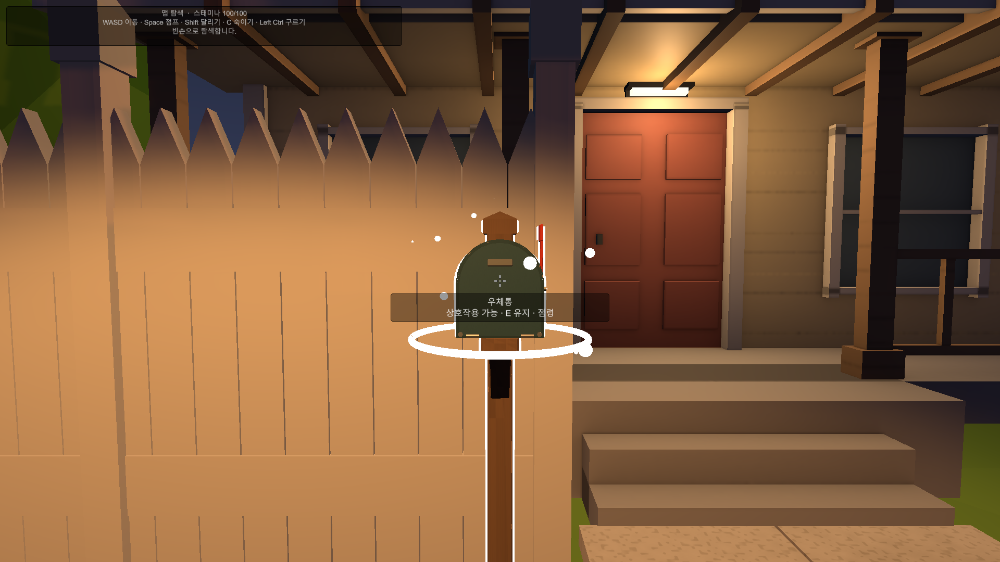 맵 탐색 · 스태미나 100/100
WASD 이동 · Space 점프 · Shift 달리기 · C 숙이기 · Left Ctrl 구르기
빈손으로 탐색합니다.
우체통
상호작용 가능 · E 유지 · 점령